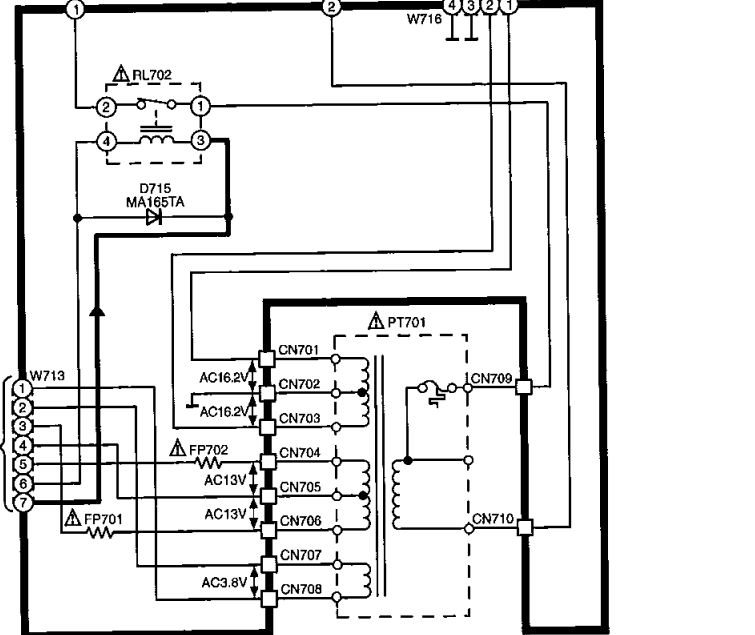 1
2
4 3 2 1
W716
RL702
2
1
4
3
D715
MA165TA
PT701
W713
1
2
3
4
5
6
7
CN701
AC16.2V
CN702
AC16.2V
CN703
FP702
CN704
AC13V
CN705
AC13V
FP701
CN706
CN707
AC3.8V
CN708
CN709
CN710